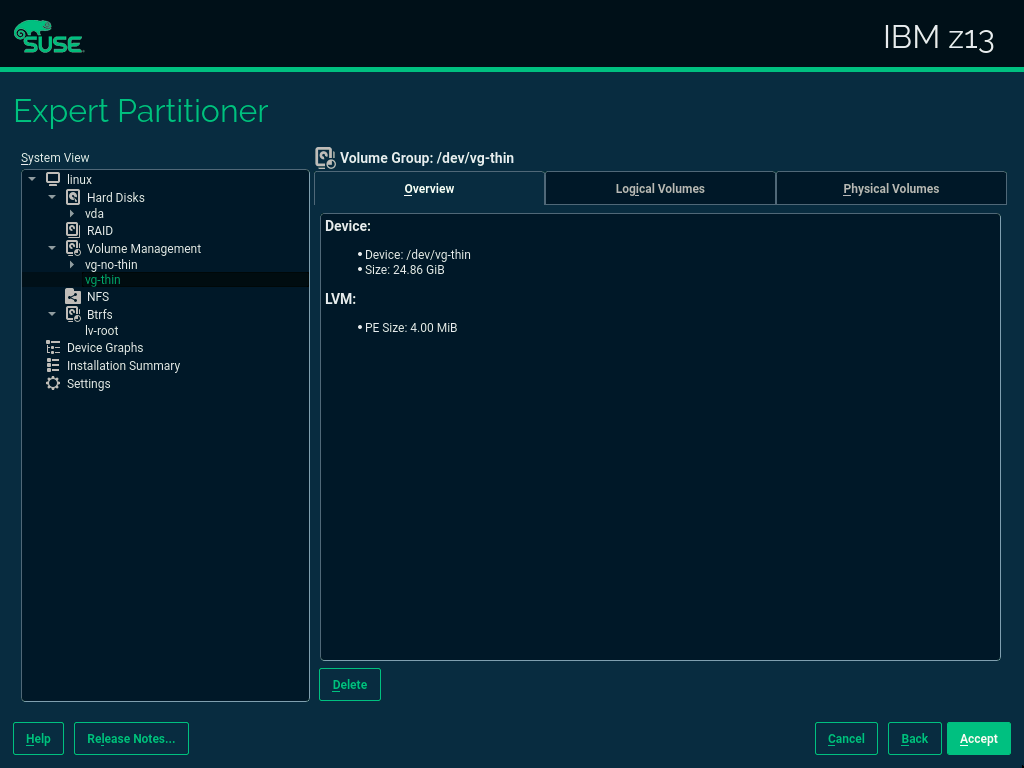 SUSE
IBM z13
Expert Partitioner
System View
linux
Hard Disks
vda
RAID
Volume Management
vg-no-thin
vg-thin
NFS
Btrfs
lv-root
Device Graphs
Installation Summary
Settings
Volume Group: /dev/vg-thin
Overview Logical Volumes Physical Volumes
Device:
• Device: /dev/vg-thin
• Size: 24.86 GiB
LVM:
• PE Size: 4.00 MiB
Delete
Help Release Notes... Cancel Back Accept